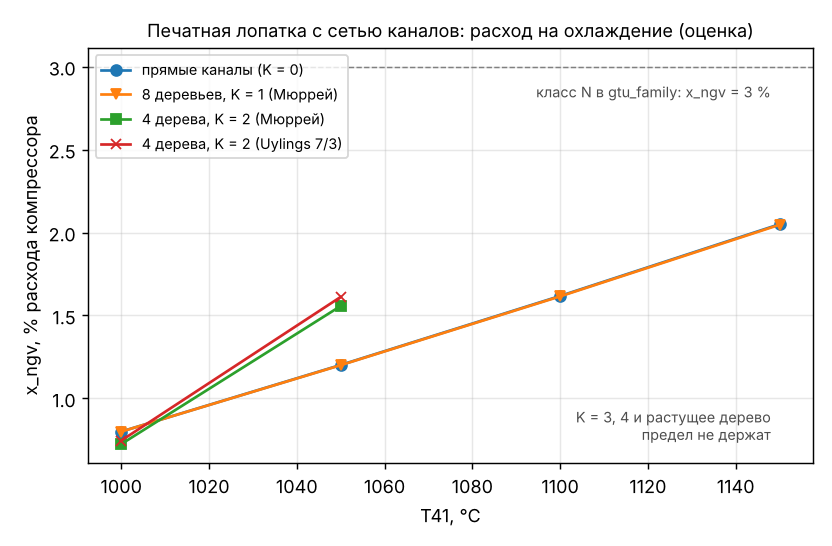 Печатная лопатка с сетью каналов: расход на охлаждение (оценка)
x_ngv, % расхода компрессора
3.0
2.5
2.0
1.5
1.0
прямые каналы (K = 0)
8 деревьев, K = 1 (Мюррей)
4 дерева, K = 2 (Мюррей)
4 дерева, K = 2 (Uylings 7/3)
класс N в gtu_family: x_ngv = 3 %
K = 3, 4 и растущее дерево
предел не держат
1000 1020 1040 1060 1080 1100 1120 1140
T41, °C